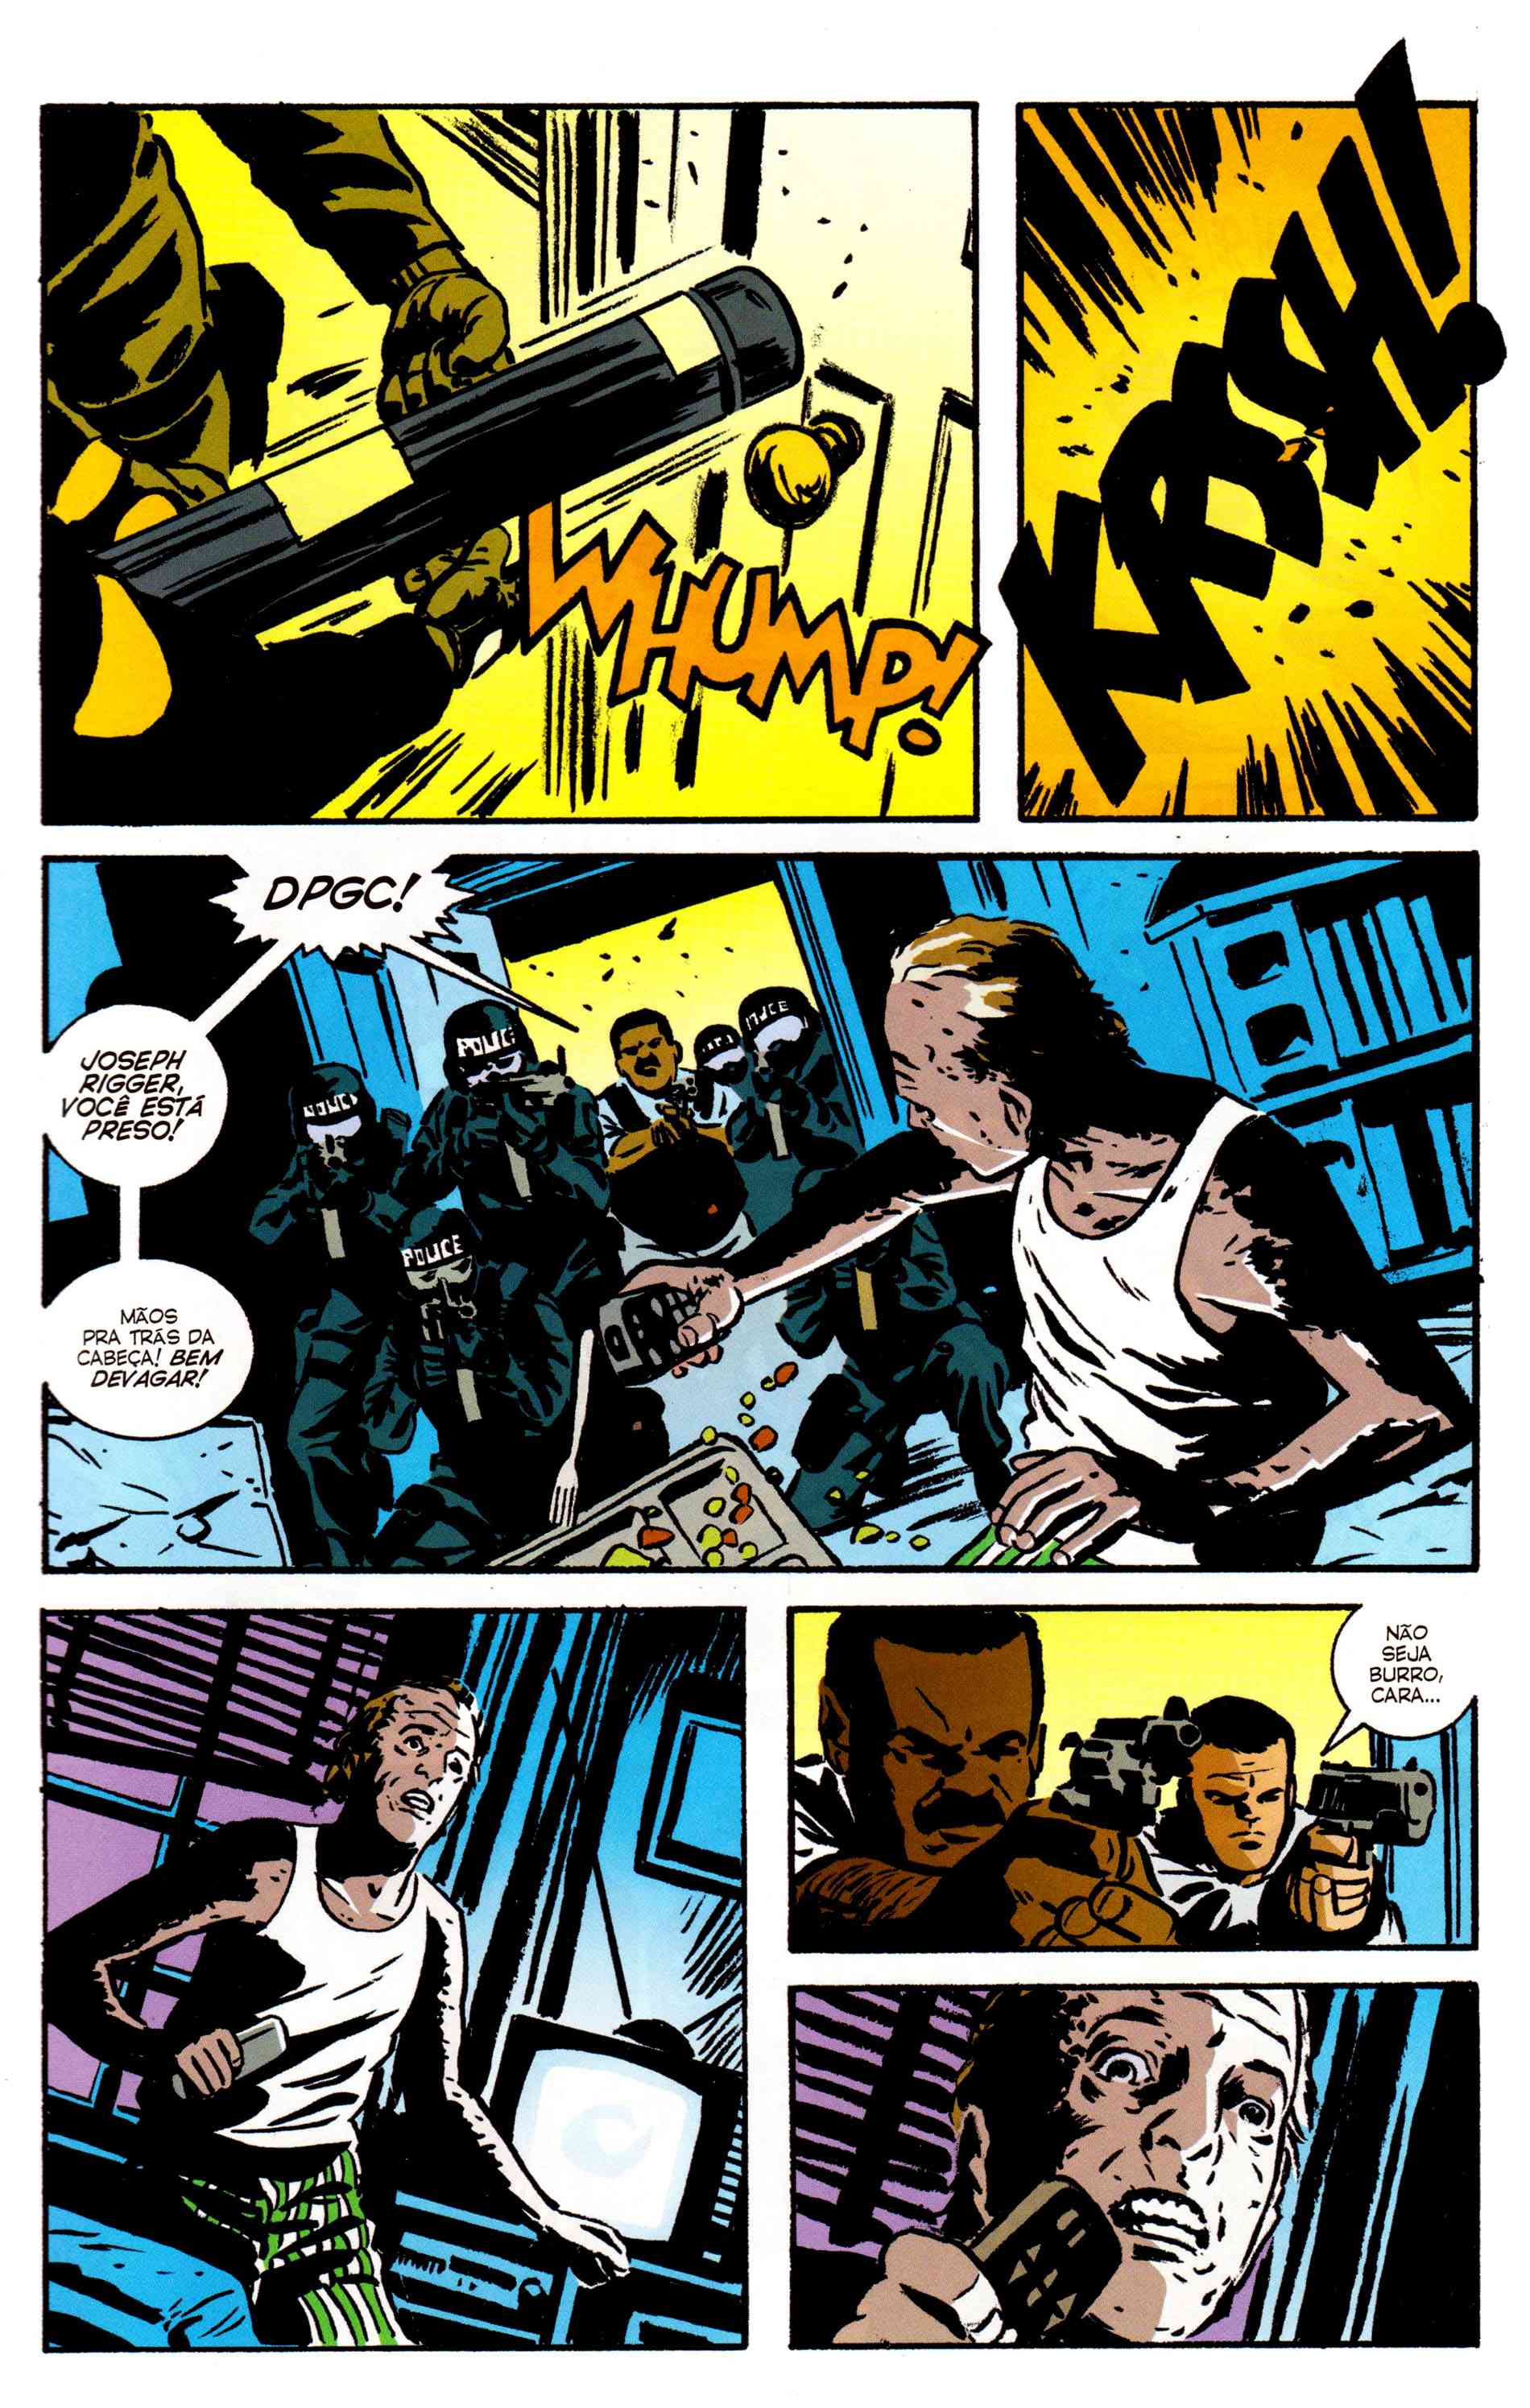 WHUMP!
KRSH!
DPGC!
JOSEPH
RIGGER,
VOCÊ ESTÁ
PRESO!
POLICE
POLICE
MÃOS
PRA TRÁS DA
CABEÇA! BEM
DEVAGAR!
NÃO
SEJA
BURRO,
CARA...